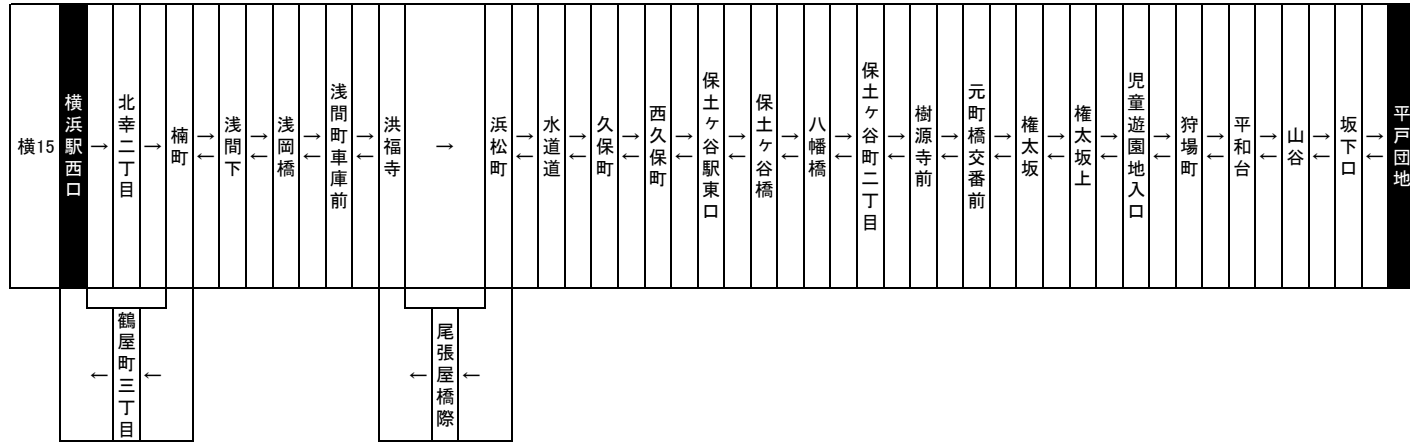 横15
横浜駅西口
→
北幸二丁目
→
楠町
→
←
浅間下
→
←
浅岡橋
→
←
浅間町車庫前
→
←
洪福寺
→
浜松町
→
←
水道道
→
←
久保町
→
←
西久保町
→
←
保土ヶ谷駅東口
→
←
保土ヶ谷橋
→
←
八幡橋
→
←
保土ヶ谷町二丁目
→
←
樹源寺前
→
←
元町橋交番前
→
←
権太坂
→
←
権太坂上
→
←
児童遊園地入口
→
←
狩場町
→
←
平和台
→
←
山谷
→
←
坂下口
→
←
平戸団地
←
鶴屋町三丁目
←
←
尾張屋橋際
←